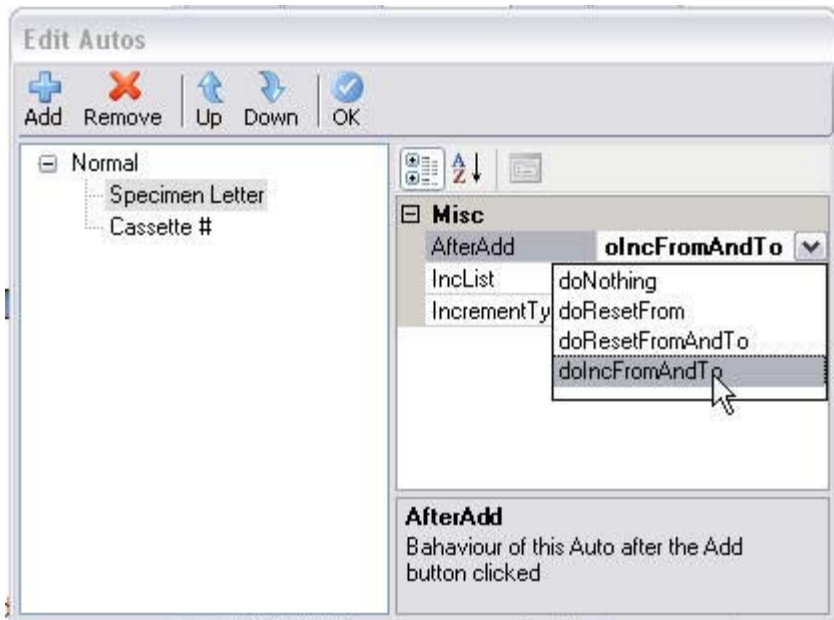 Edit Autos
Add Remove Up Down OK
Normal
Specimen Letter
Cassette #
Misc
AfterAdd oIncFromAndTo
IncList
IncrementTy
doNothing
doResetFrom
doResetFromAndTo
doIncFromAndTo
AfterAdd
Bahaviour of this Auto after the Add
button clicked